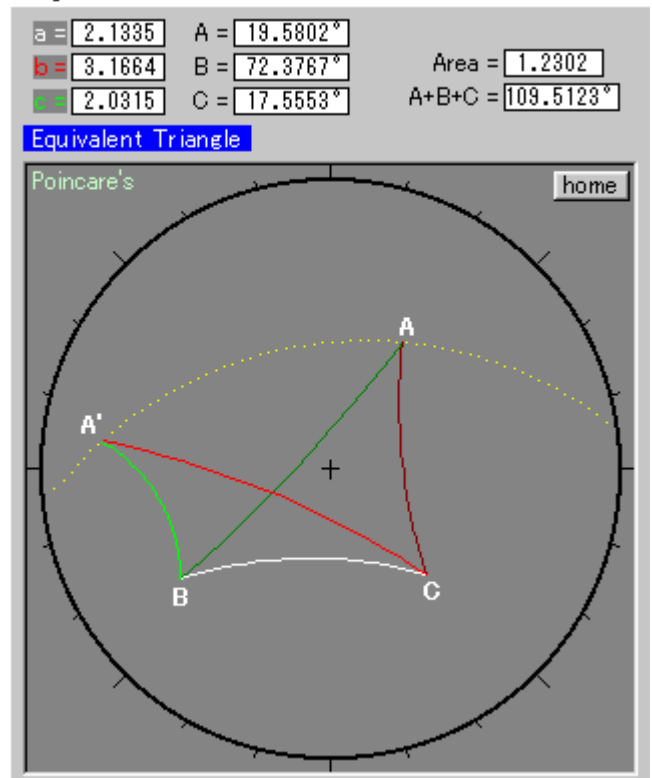 a = 2.1335 A = 19.5802°
b = 3.1664 B = 72.3767° Area = 1.2302
c = 2.0315 C = 17.5553° A+B+C = 109.5123°
Equivalent Triangle
Poincare's home
A
A'
B C